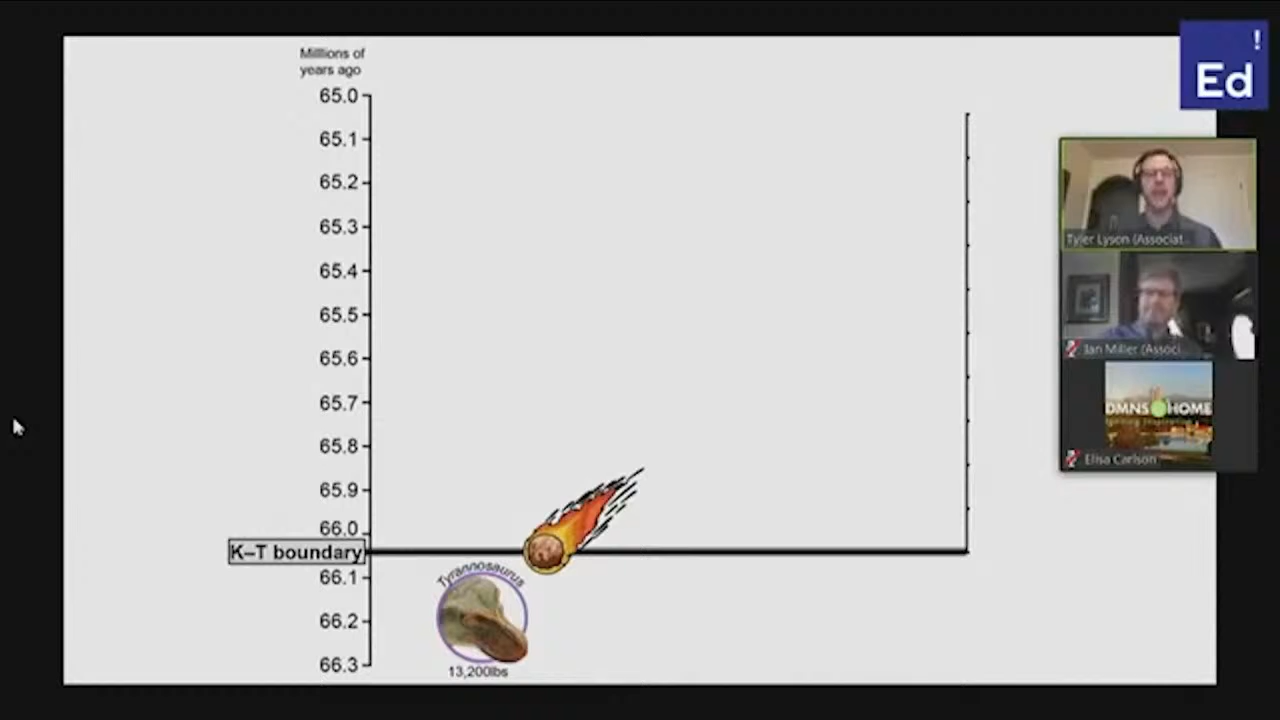 Milllions of
years ago
65.0
65.1
65.2
65.3
65.4
65.5
65.6
65.7
65.8
65.9
66.0
K–T boundary
66.1
66.2
66.3
Tyrannosaurus
13,200lbs
!
Ed
Tyler Lyson (Associat...
Ian Miller (Associ...
DMNS HOME
Elisa Carlson